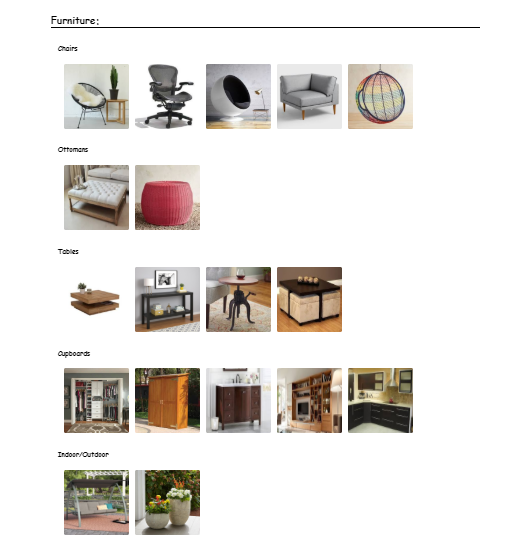 Furniture:
Chairs
Ottomans
Tables
Cupboards
Indoor/Outdoor